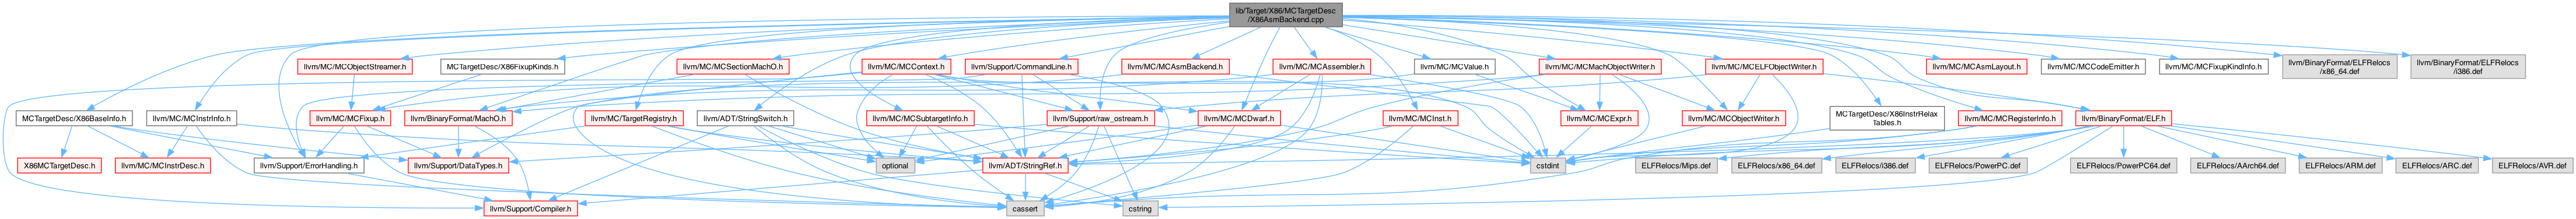 lib/Target/X86/MCTargetDesc
/X86AsmBackend.cpp
llvm/MC/MCObjectStreamer.h
MCTargetDesc/X86FixupKinds.h
llvm/MC/MCSectionMachO.h
llvm/MC/MCContext.h
llvm/Support/CommandLine.h
llvm/MC/MCAsmBackend.h
llvm/MC/MCAssembler.h
llvm/MC/MCValue.h
llvm/MC/MCMachObjectWriter.h
llvm/MC/MCELFObjectWriter.h
llvm/MC/MCAsmLayout.h
llvm/MC/MCCodeEmitter.h
llvm/MC/MCFixupKindInfo.h
llvm/BinaryFormat/ELFRelocs
/x86_64.def
llvm/BinaryFormat/ELFRelocs
/i386.def
MCTargetDesc/X86BaseInfo.h
llvm/MC/MCInstrInfo.h
llvm/MC/MCFixup.h
llvm/BinaryFormat/MachO.h
llvm/MC/TargetRegistry.h
llvm/ADT/StringSwitch.h
llvm/MC/MCSubtargetInfo.h
llvm/Support/raw_ostream.h
llvm/MC/MCDwarf.h
llvm/MC/MCInst.h
llvm/MC/MCExpr.h
llvm/MC/MCObjectWriter.h
MCTargetDesc/X86InstrRelax
Tables.h
llvm/MC/MCRegisterInfo.h
llvm/BinaryFormat/ELF.h
X86MCTargetDesc.h
llvm/MC/MCInstrDesc.h
llvm/Support/ErrorHandling.h
llvm/Support/DataTypes.h
optional
llvm/ADT/StringRef.h
cstdint
ELFRelocs/Mips.def
ELFRelocs/x86_64.def
ELFRelocs/i386.def
ELFRelocs/PowerPC.def
ELFRelocs/PowerPC64.def
ELFRelocs/AArch64.def
ELFRelocs/ARM.def
ELFRelocs/ARC.def
ELFRelocs/AVR.def
llvm/Support/Compiler.h
cassert
cstring